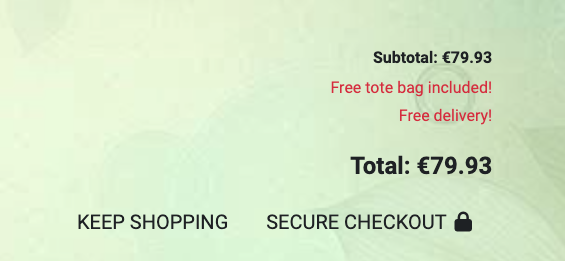 Subtotal: €79.93
Free tote bag included!
Free delivery!
Total: €79.93
KEEP SHOPPING SECURE CHECKOUT